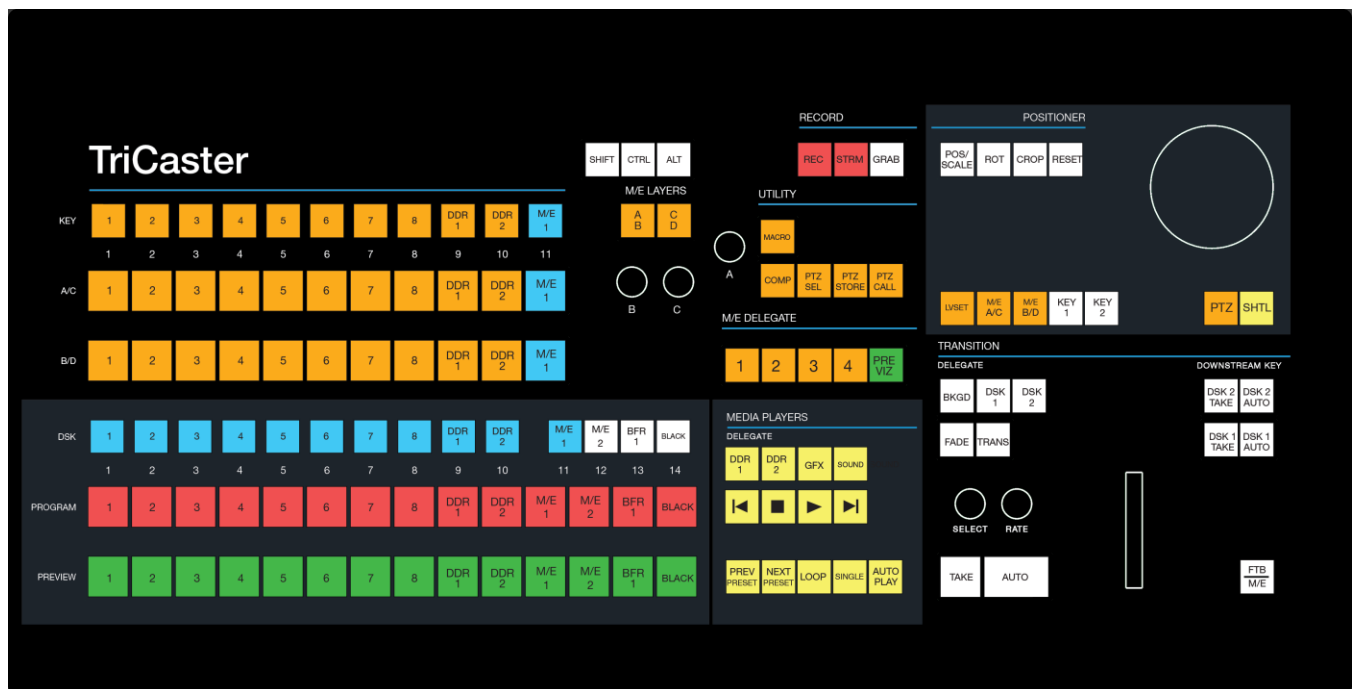 RECORD
POSITIONER
TriCaster
SHIFT CTRL ALT
REC STRM GRAB
POS/ SCALE ROT CROP RESET
M/E LAYERS
UTILITY
KEY 1 2 3 4 5 6 7 8 DDR 1 DDR 2 M/E 1
A B C D
MACRO
1 2 3 4 5 6 7 8 9 10 11
A
A/C 1 2 3 4 5 6 7 8 DDR 1 DDR 2 M/E 1
B C
COMP PTZ SEL PTZ STORE PTZ CALL
LVSET M/E A/C M/E B/D KEY 1 KEY 2 PTZ SHTL
M/E DELEGATE
B/D 1 2 3 4 5 6 7 8 DDR 1 DDR 2 M/E 1
1 2 3 4 PRE VIZ
TRANSITION
DELEGATE DOWNSTREAM KEY
BKGD DSK 1 DSK 2 DSK 2 TAKE DSK 2 AUTO
MEDIA PLAYERS
DELEGATE
DSK 1 2 3 4 5 6 7 8 DDR 1 DDR 2 M/E 1 M/E 2 BFR 1 BLACK
FADE TRANS DSK 1 TAKE DSK 1 AUTO
DDR 1 DDR 2 GFX SOUND
1 2 3 4 5 6 7 8 9 10 11 12 13 14
PROGRAM 1 2 3 4 5 6 7 8 DDR 1 DDR 2 M/E 1 M/E 2 BFR 1 BLACK
SELECT RATE
PREVIEW 1 2 3 4 5 6 7 8 DDR 1 DDR 2 M/E 1 M/E 2 BFR 1 BLACK
PREV PRESET NEXT PRESET LOOP SINGLE AUTO PLAY
TAKE AUTO FTB M/E